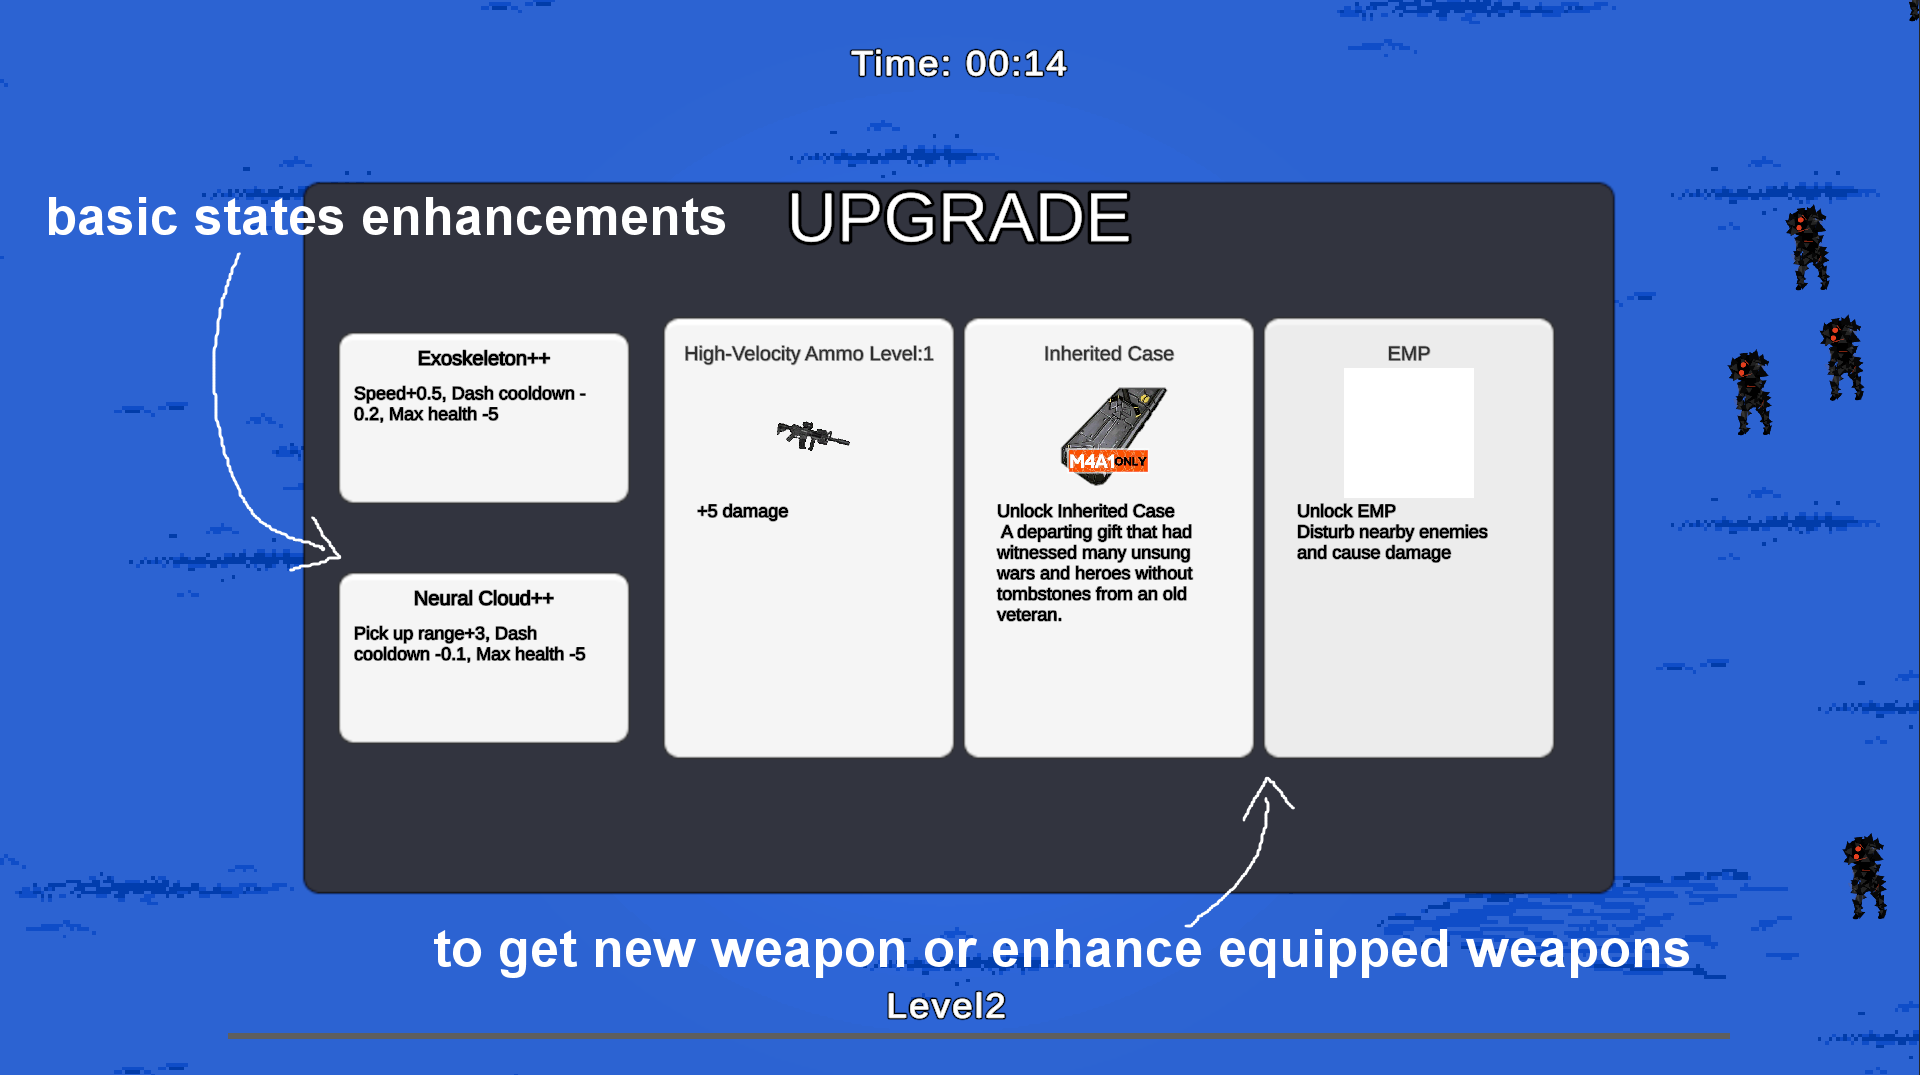 Time: 00:14
basic states enhancements
UPGRADE
Exoskeleton++
Speed+0.5, Dash cooldown -
0.2, Max health -5
Neural Cloud++
Pick up range+3, Dash
cooldown -0.1, Max health -5
High-Velocity Ammo Level:1
+5 damage
Inherited Case
M4A1 ONLY
Unlock Inherited Case
A departing gift that had
witnessed many unsung
wars and heroes without
tombstones from an old
veteran.
EMP
Unlock EMP
Disturb nearby enemies
and cause damage
to get new weapon or enhance equipped weapons
Level2